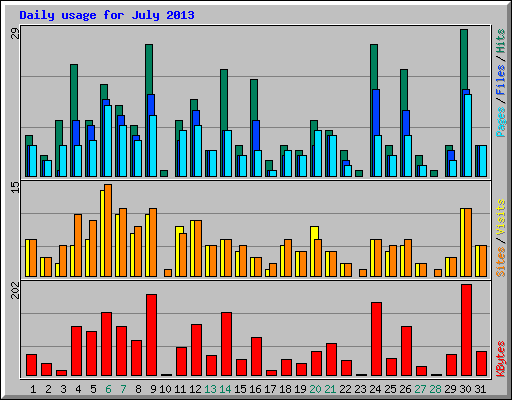 Daily usage for July 2013
29
Pages / Files / Hits
15
Sites / Visits
202
KBytes
1 2 3 4 5 6 7 8 9 10 11 12 13 14 15 16 17 18 19 20 21 22 23 24 25 26 27 28 29 30 31